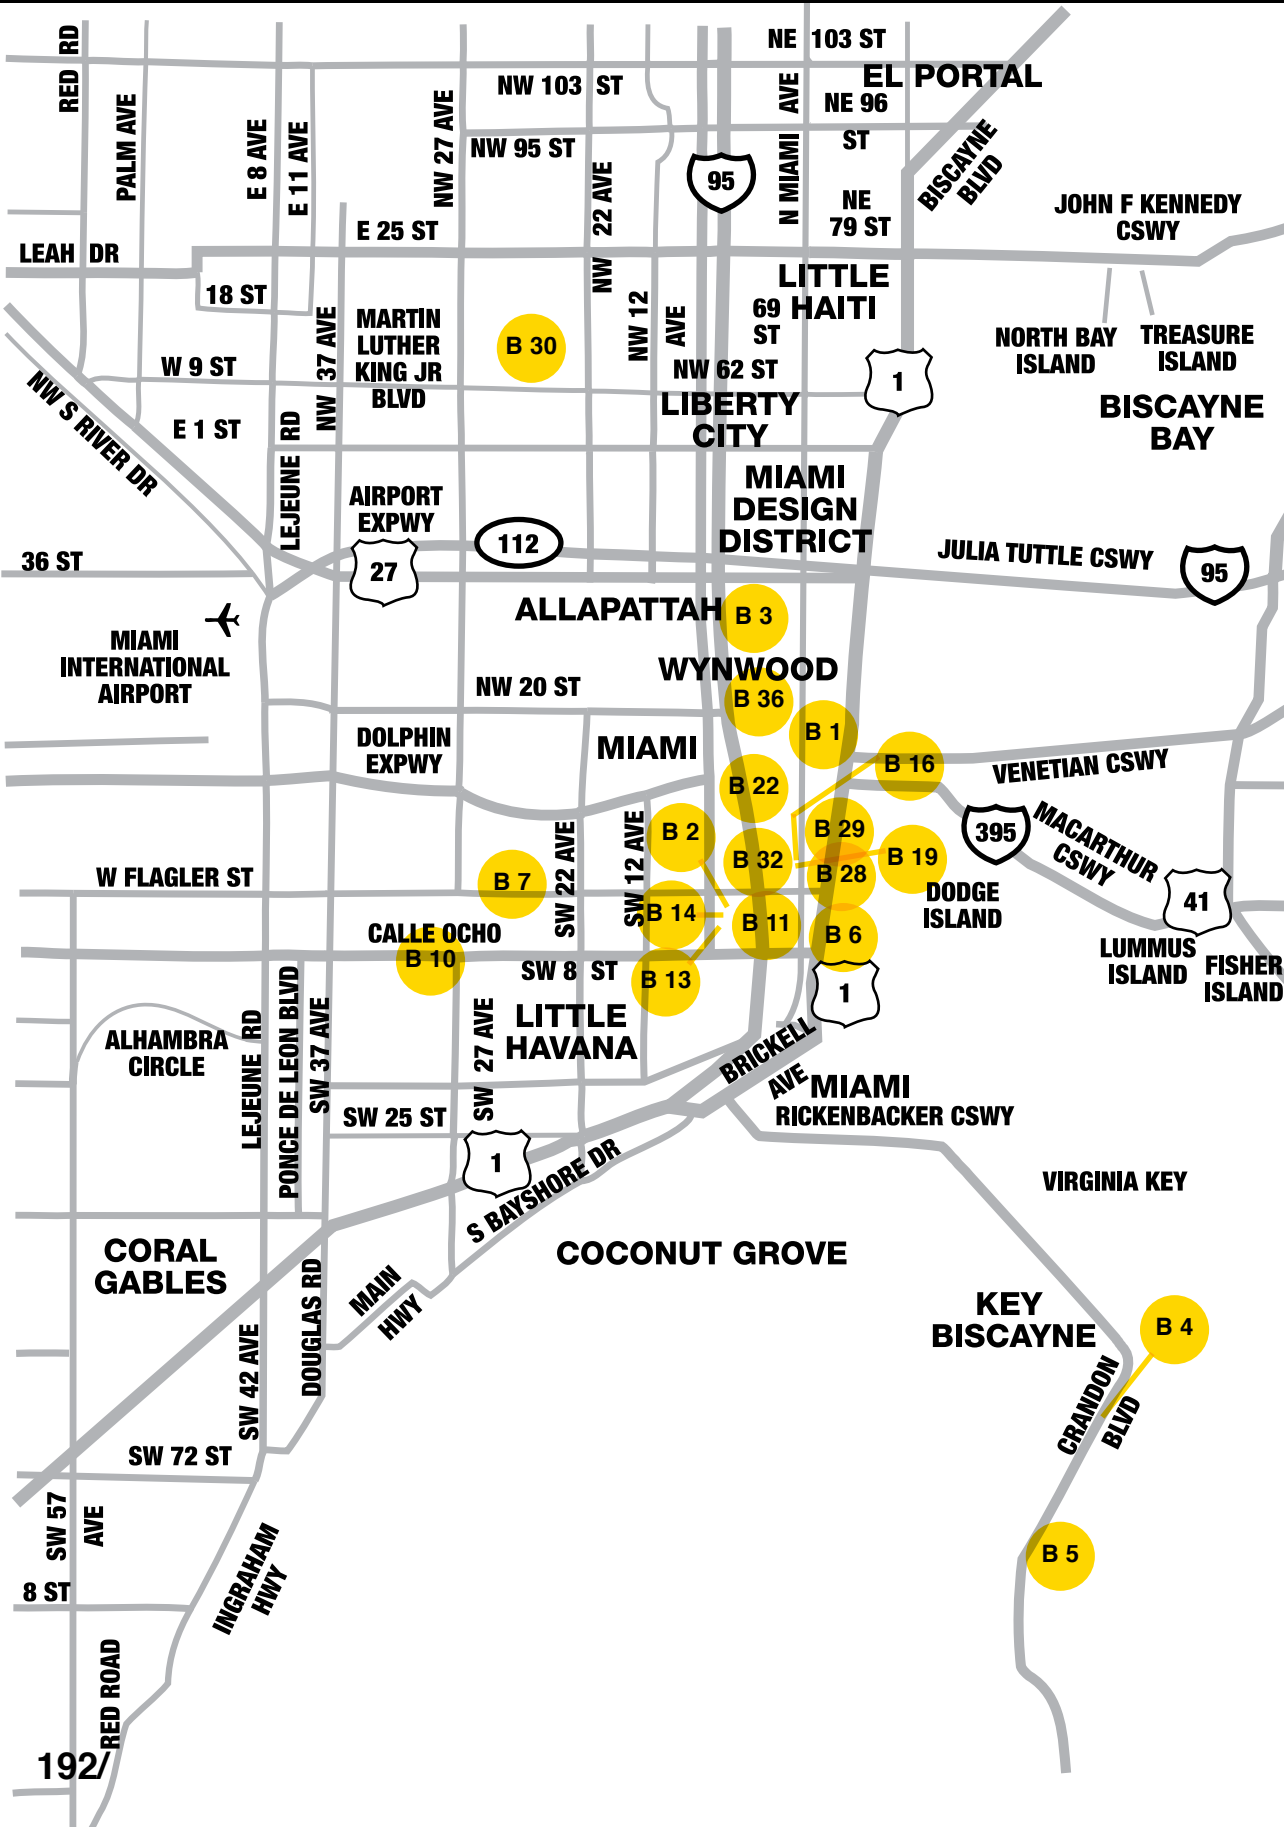 NE 103 ST
RED RD
EL PORTAL
NW 103 ST
NE 96
ST
PALM AVE
E 8 AVE
E 11 AVE
NW 27 AVE
NW 95 ST
N MIAMI AVE
BISCAYNE
BLVD
95
NW 22 AVE
NE
79 ST
JOHN F KENNEDY
CSWY
E 25 ST
LEAH DR
18 ST
LITTLE
HAITI
69
ST
NW 12 AVE
NW 37 AVE
MARTIN
LUTHER
KING JR
BLVD
B 30
NORTH BAY
ISLAND
TREASURE
ISLAND
W 9 ST
NW 62 ST
1
NW S RIVER DR
LIBERTY
CITY
BISCAYNE
BAY
E 1 ST
LEJEUNE RD
MIAMI
DESIGN
DISTRICT
AIRPORT
EXPWY
112
27
36 ST
JULIA TUTTLE CSWY
95
ALLAPATTAH
B 3
MIAMI
INTERNATIONAL
AIRPORT
WYNWOOD
NW 20 ST
B 36
B 1
DOLPHIN
EXPWY
MIAMI
B 16
VENETIAN CSWY
B 22
SW 22 AVE
SW 12 AVE
B 2
B 29
395
MACARTHUR
CSWY
B 32
B 19
W FLAGLER ST
B 7
B 28
DODGE
ISLAND
41
B 14
B 11
CALLE OCHO
B 6
B 10
LUMMUS
ISLAND
FISHER
ISLAND
SW 8 ST
B 13
1
LITTLE
HAVANA
ALHAMBRA
CIRCLE
LEJEUNE RD
PONCE DE LEON BLVD
SW 37 AVE
SW 27 AVE
BRICKELL
AVE
MIAMI
RICKENBACKER CSWY
SW 25 ST
1
S BAYSHORE DR
VIRGINIA KEY
CORAL
GABLES
COCONUT GROVE
DOUGLAS RD
MAIN
HWY
KEY
BISCAYNE
B 4
SW 42 AVE
CRANDON
BLVD
SW 72 ST
SW 57
AVE
INGRAHAM
HWY
B 5
8 ST
RED ROAD
192/